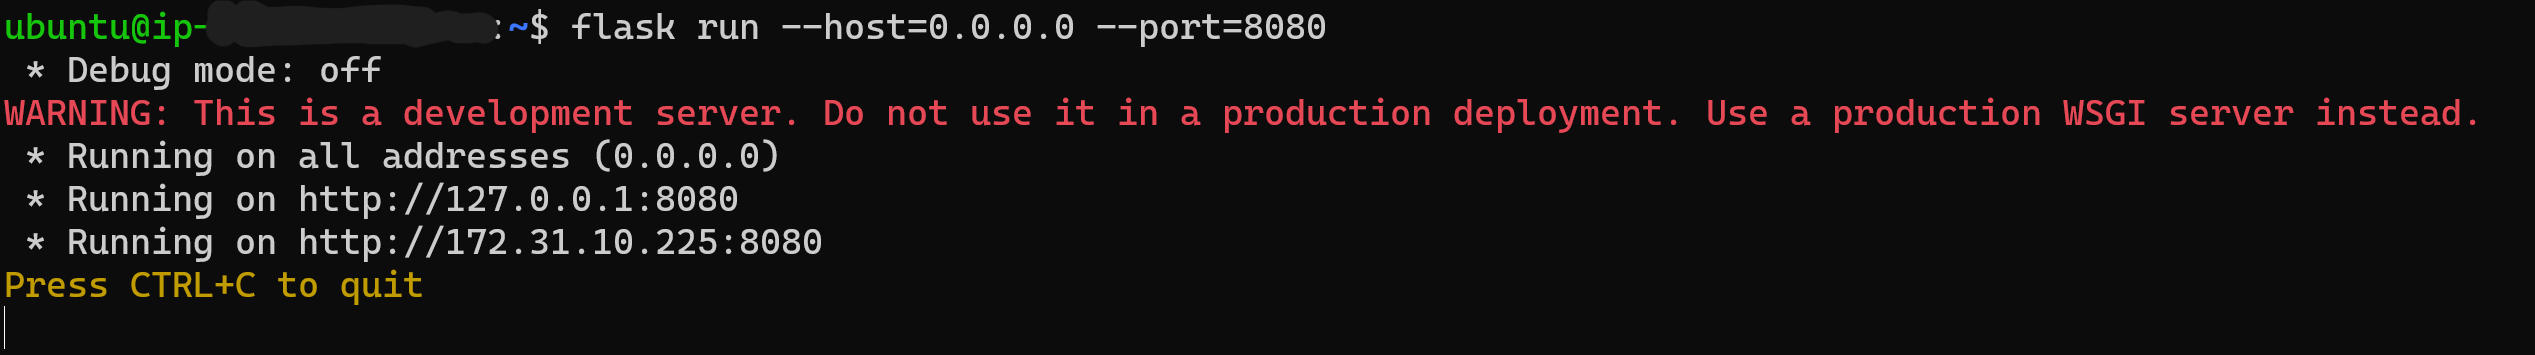 ubuntu@ip- :~$ flask run --host=0.0.0.0 --port=8080
* Debug mode: off
WARNING: This is a development server. Do not use it in a production deployment. Use a production WSGI server instead.
* Running on all addresses (0.0.0.0)
* Running on http://127.0.0.1:8080
* Running on http://172.31.10.225:8080
Press CTRL+C to quit